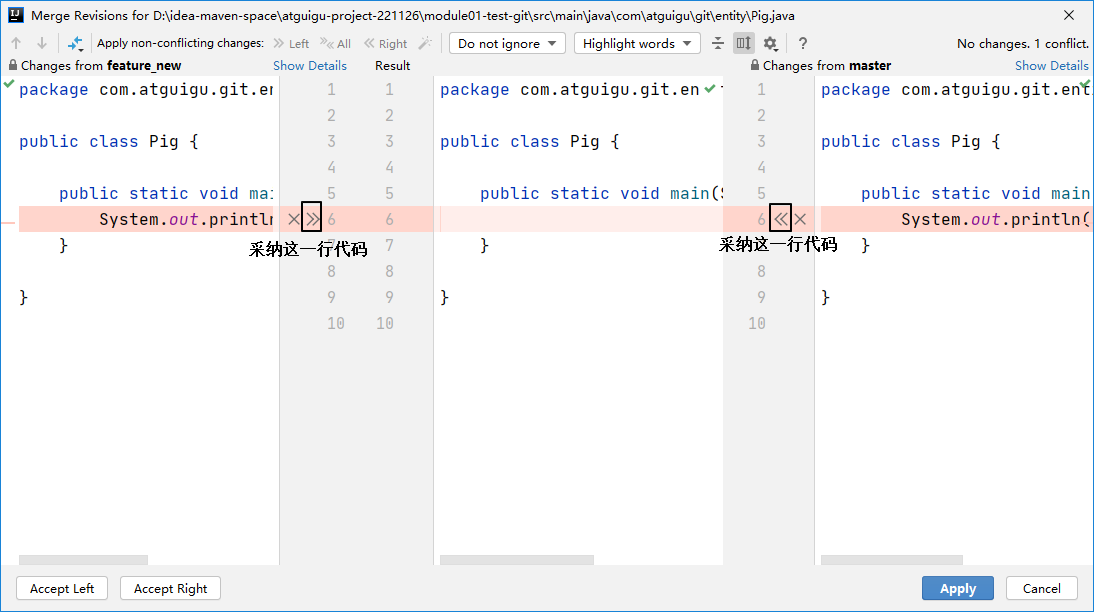 Merge Revisions for D:\idea-maven-space\atguigu-project-221126\module01-test-git\src\main\java\com\atguigu\git\entity\Pig.java
Apply non-conflicting changes: Left All Right Do not ignore Highlight words ? No changes. 1 conflict.
Changes from feature_new Show Details Result Changes from master Show Details
package com.atguigu.git.en 1 1 package com.atguigu.git.en 1 package com.atguigu.git.ent
2 2 2
public class Pig { 3 3 public class Pig { 3 public class Pig {
4 4 4
public static void mai 5 5 public static void main( 5 public static void main
System.out.println 6 6 6 System.out.println(
} 7 7 } }
采纳这一行代码 采纳这一行代码
8 8 8
} 9 9 } 9 }
10 10 10
Accept Left Accept Right Apply Cancel